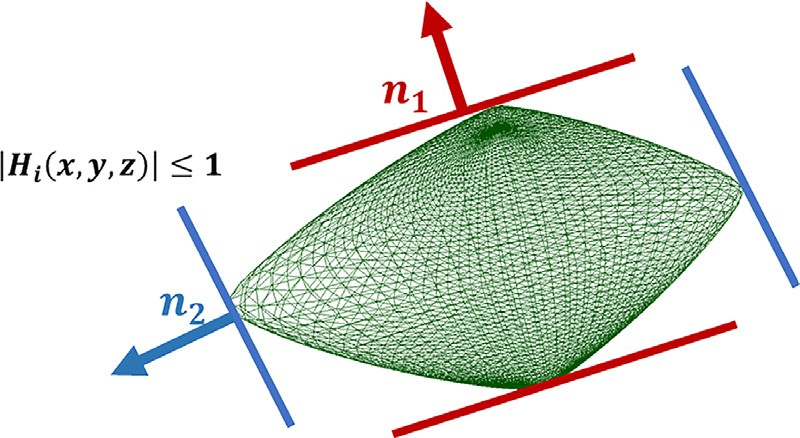 n₁
|Hᵢ(x, y, z)| ≤ 1
n₂